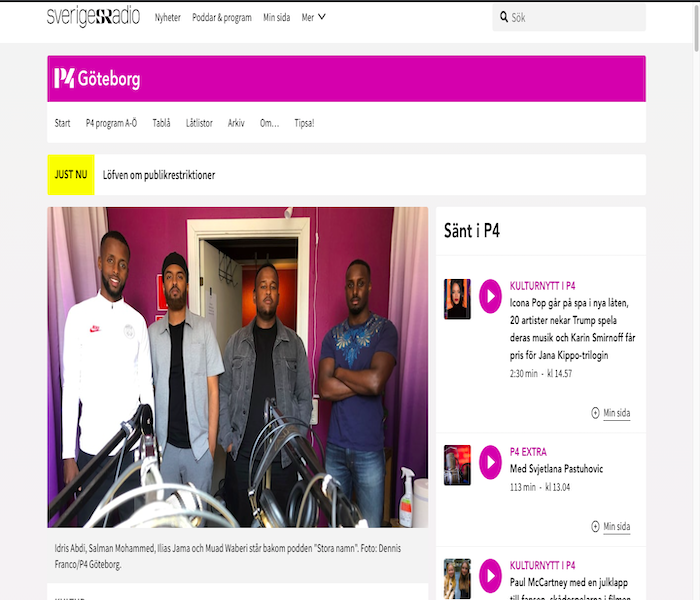 sverigesradio
Nyheter Poddar & program Min sida Mer
Sök
P4 Göteborg
Start P4 program A-Ö Tablå Låtlistor Arkiv Om... Tipsa!
JUST NU Löfven om publikrestriktioner
Idris Abdi, Salman Mohammed, Ilias Jama och Muad Waberi står bakom podden "Stora namn". Foto: Dennis
Franco/P4 Göteborg.
Sänt i P4
KULTURNYTT I P4
Icona Pop går på spa i nya låten,
20 artister nekar Trump spela
deras musik och Karin Smirnoff får
pris för Jana Kippo-trilogin
2:30 min - kl 14.57
Min sida
P4 EXTRA
Med Svjetlana Pastuhovic
113 min - kl 13.04
Min sida
KULTURNYTT I P4
Paul McCartney med en julklapp
till fansen, skådespelarna i filmen